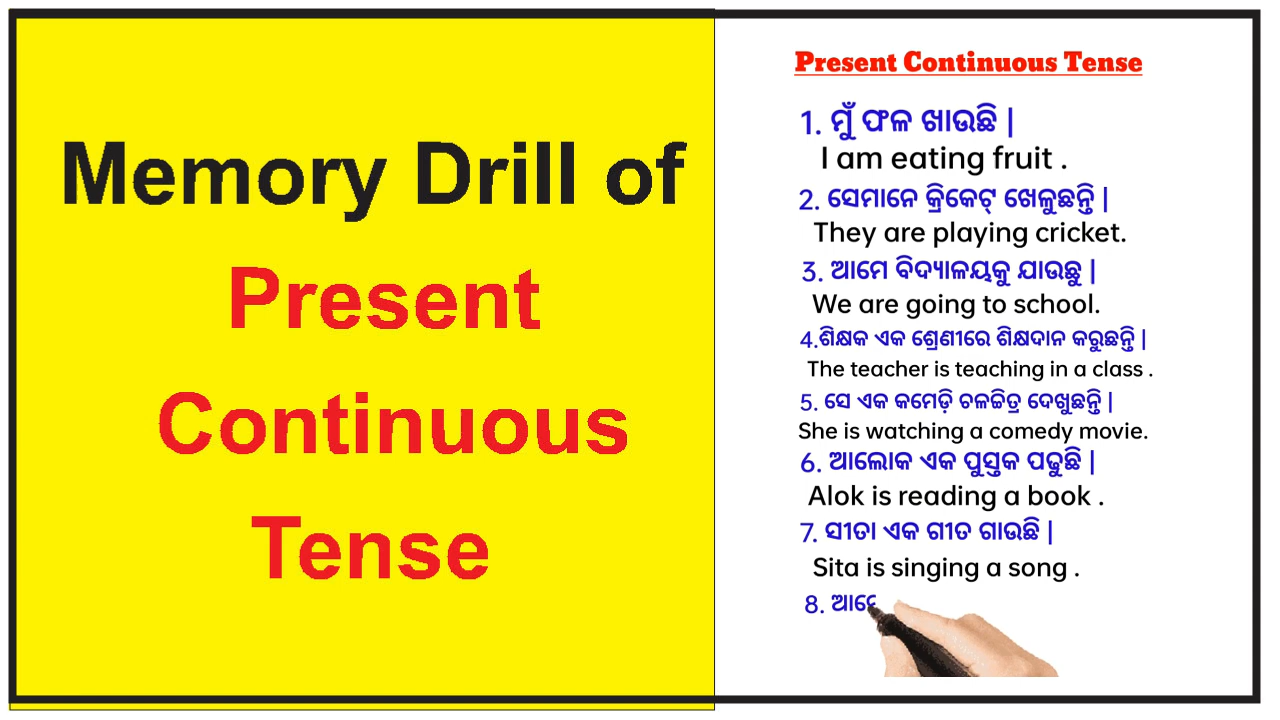 Memory Drill of
Present
Continuous
Tense
Present Continuous Tense
1. ମୁଁ ଫଳ ଖାଉଛି |
I am eating fruit .
2. ସେମାନେ କ୍ରିକେଟ୍ ଖେଳୁଛନ୍ତି |
They are playing cricket.
3. ଆମେ ବିଦ୍ୟାଳୟକୁ ଯାଉଛୁ |
We are going to school.
4.ଶିକ୍ଷକ ଏକ ଶ୍ରେଣୀରେ ଶିକ୍ଷଦାନ କରୁଛନ୍ତି |
The teacher is teaching in a class .
5. ସେ ଏକ କମେଡ଼ି ଚଳଚ୍ଚିତ୍ର ଦେଖୁଛନ୍ତି |
She is watching a comedy movie.
6. ଆଲୋକ ଏକ ପୁସ୍ତକ ପଢୁଛି |
Alok is reading a book .
7. ସୀତା ଏକ ଗୀତ ଗାଉଛି |
Sita is singing a song .
8.